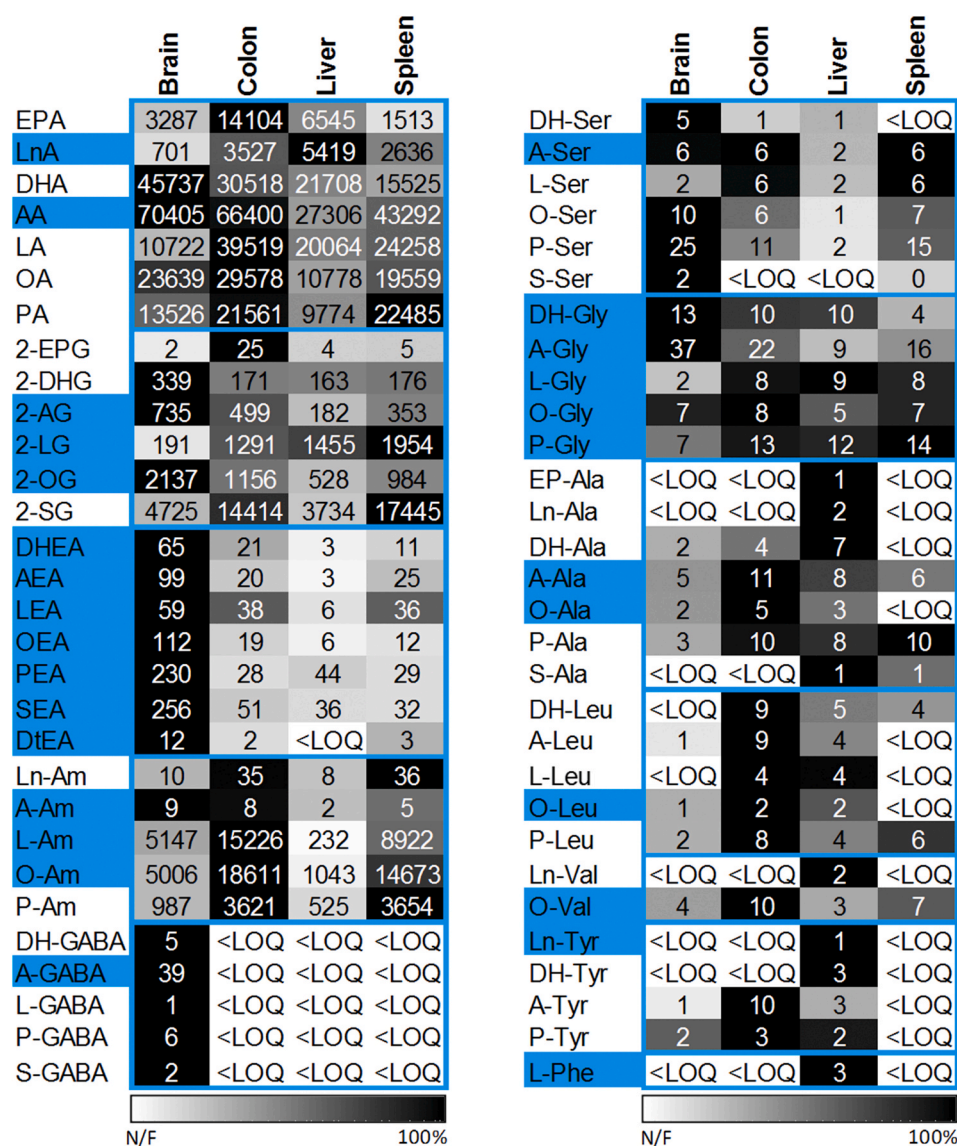 Brain Colon Liver Spleen
EPA 3287 14104 6545 1513
LnA 701 3527 5419 2636
DHA 45737 30518 21708 15525
AA 70405 66400 27306 43292
LA 10722 39519 20064 24258
OA 23639 29578 10778 19559
PA 13526 21561 9774 22485
2-EPG 2 25 4 5
2-DHG 339 171 163 176
2-AG 735 499 182 353
2-LG 191 1291 1455 1954
2-OG 2137 1156 528 984
2-SG 4725 14414 3734 17445
DHEA 65 21 3 11
AEA 99 20 3 25
LEA 59 38 6 36
OEA 112 19 6 12
PEA 230 28 44 29
SEA 256 51 36 32
DtEA 12 2 <LOQ 3
Ln-Am 10 35 8 36
A-Am 9 8 2 5
L-Am 5147 15226 232 8922
O-Am 5006 18611 1043 14673
P-Am 987 3621 525 3654
DH-GABA 5 <LOQ <LOQ <LOQ
A-GABA 39 <LOQ <LOQ <LOQ
L-GABA 1 <LOQ <LOQ <LOQ
P-GABA 6 <LOQ <LOQ <LOQ
S-GABA 2 <LOQ <LOQ <LOQ
N/F 100%
Brain Colon Liver Spleen
DH-Ser 5 1 1 <LOQ
A-Ser 6 6 2 6
L-Ser 2 6 2 6
O-Ser 10 6 1 7
P-Ser 25 11 2 15
S-Ser 2 <LOQ <LOQ 0
DH-Gly 13 10 10 4
A-Gly 37 22 9 16
L-Gly 2 8 9 8
O-Gly 7 8 5 7
P-Gly 7 13 12 14
EP-Ala <LOQ <LOQ 1 <LOQ
Ln-Ala <LOQ <LOQ 2 <LOQ
DH-Ala 2 4 7 <LOQ
A-Ala 5 11 8 6
O-Ala 2 5 3 <LOQ
P-Ala 3 10 8 10
S-Ala <LOQ <LOQ 1 1
DH-Leu <LOQ 9 5 4
A-Leu 1 9 4 <LOQ
L-Leu <LOQ 4 4 <LOQ
O-Leu 1 2 2 <LOQ
P-Leu 2 8 4 6
Ln-Val <LOQ <LOQ 2 <LOQ
O-Val 4 10 3 7
Ln-Tyr <LOQ <LOQ 1 <LOQ
DH-Tyr <LOQ <LOQ 3 <LOQ
A-Tyr 1 10 3 <LOQ
P-Tyr 2 3 2 <LOQ
L-Phe <LOQ <LOQ 3 <LOQ
N/F 100%